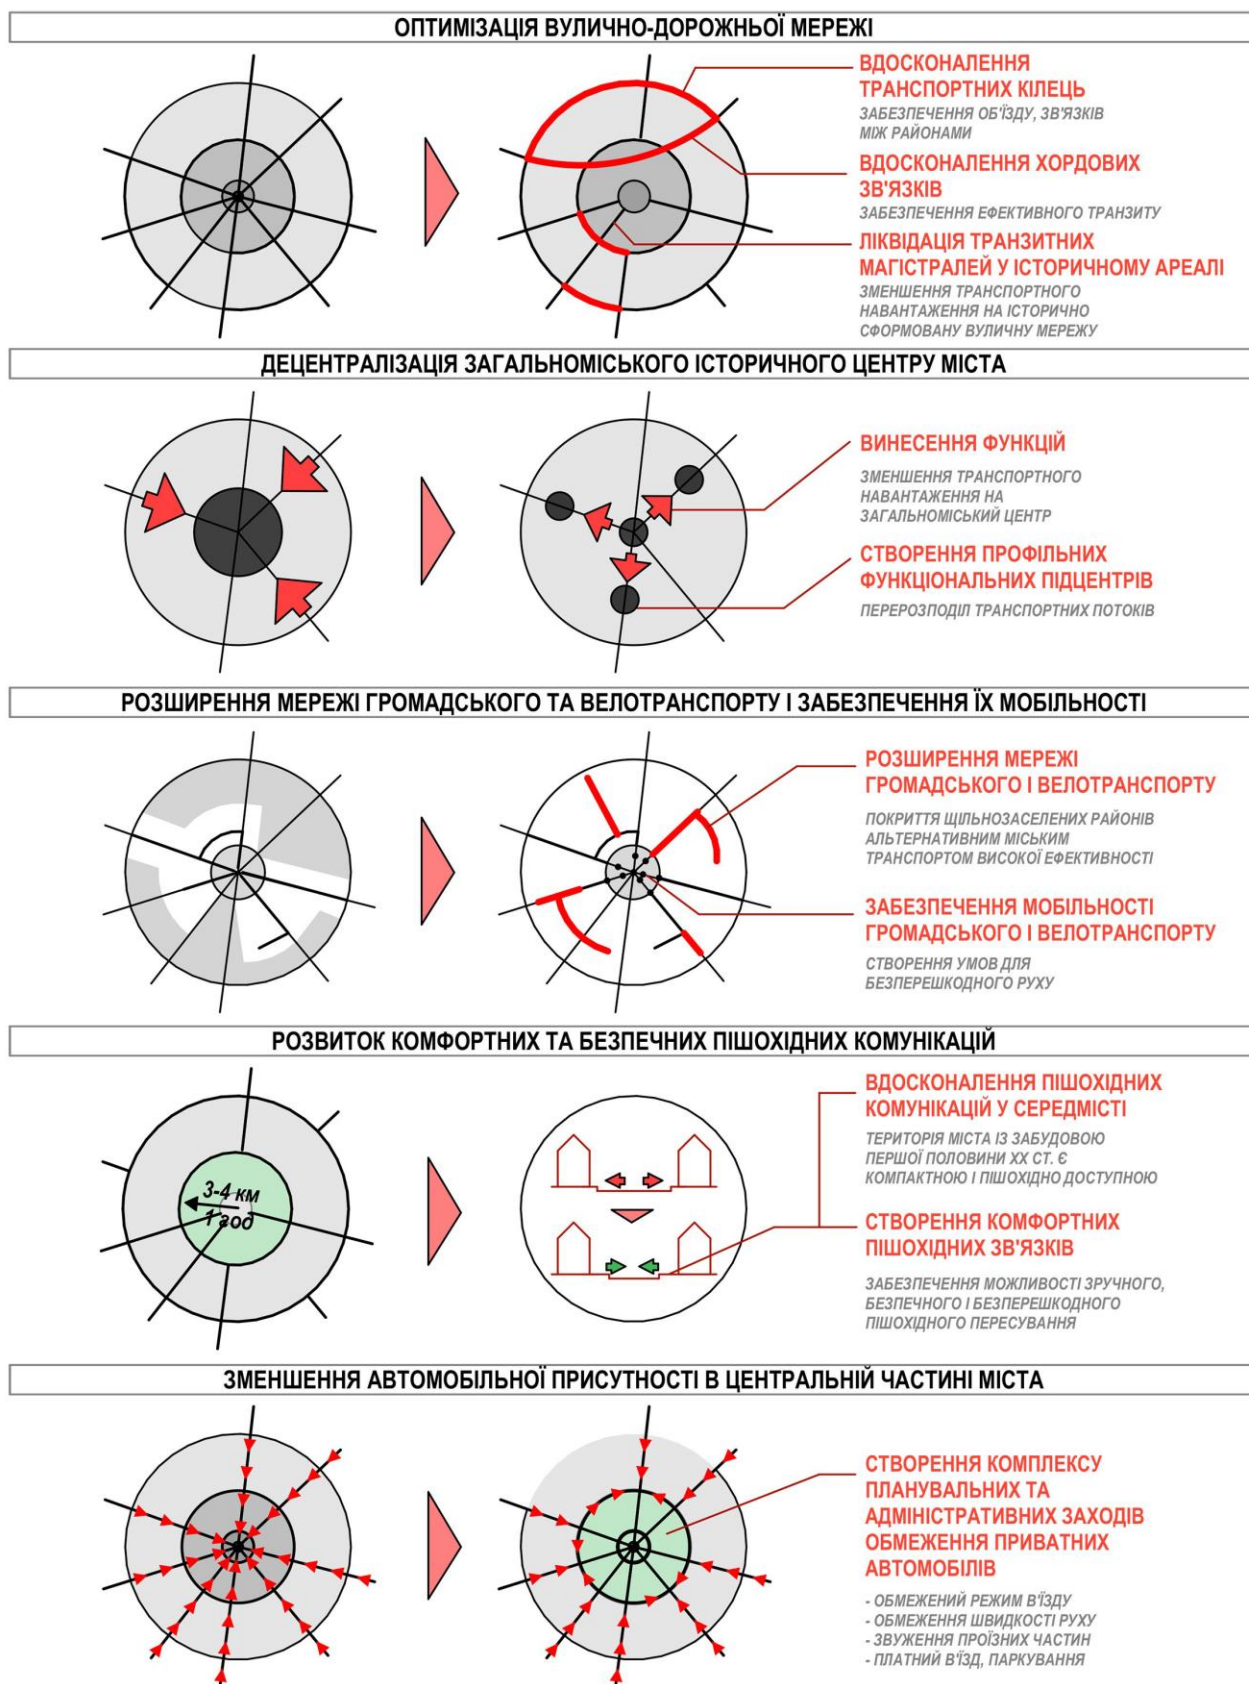 ОПТИМІЗАЦІЯ ВУЛИЧНО-ДОРОЖНЬОЇ МЕРЕЖІ
ВДОСКОНАЛЕННЯ
ТРАНСПОРТНИХ КІЛЕЦЬ
ЗАБЕЗПЕЧЕННЯ ОБ'ЇЗДУ, ЗВ'ЯЗКІВ
МІЖ РАЙОНАМИ
ВДОСКОНАЛЕННЯ ХОРДОВИХ
ЗВ'ЯЗКІВ
ЗАБЕЗПЕЧЕННЯ ЕФЕКТИВНОГО ТРАНЗИТУ
ЛІКВІДАЦІЯ ТРАНЗИТНИХ
МАГІСТРАЛЕЙ У ІСТОРИЧНОМУ АРЕАЛІ
ЗМЕНШЕННЯ ТРАНСПОРТНОГО
НАВАНТАЖЕННЯ НА ІСТОРИЧНО
СФОРМОВАНУ ВУЛИЧНУ МЕРЕЖУ
ДЕЦЕНТРАЛІЗАЦІЯ ЗАГАЛЬНОМІСЬКОГО ІСТОРИЧНОГО ЦЕНТРУ МІСТА
ВИНЕСЕННЯ ФУНКЦІЙ
ЗМЕНШЕННЯ ТРАНСПОРТНОГО
НАВАНТАЖЕННЯ НА
ЗАГАЛЬНОМІСЬКИЙ ЦЕНТР
СТВОРЕННЯ ПРОФІЛЬНИХ
ФУНКЦІОНАЛЬНИХ ПІДЦЕНТРІВ
ПЕРЕРОЗПОДІЛ ТРАНСПОРТНИХ ПОТОКІВ
РОЗШИРЕННЯ МЕРЕЖІ ГРОМАДСЬКОГО ТА ВЕЛОТРАНСПОРТУ І ЗАБЕЗПЕЧЕННЯ ЇХ МОБІЛЬНОСТІ
РОЗШИРЕННЯ МЕРЕЖІ
ГРОМАДСЬКОГО І ВЕЛОТРАНСПОРТУ
ПОКРИТТЯ ЩІЛЬНОЗАСЕЛЕНИХ РАЙОНІВ
АЛЬТЕРНАТИВНИМ МІСЬКИМ
ТРАНСПОРТОМ ВИСОКОЇ ЕФЕКТИВНОСТІ
ЗАБЕЗПЕЧЕННЯ МОБІЛЬНОСТІ
ГРОМАДСЬКОГО І ВЕЛОТРАНСПОРТУ
СТВОРЕННЯ УМОВ ДЛЯ
БЕЗПЕРЕШКОДНОГО РУХУ
РОЗВИТОК КОМФОРТНИХ ТА БЕЗПЕЧНИХ ПІШОХІДНИХ КОМУНІКАЦІЙ
3-4 км
1 год
ВДОСКОНАЛЕННЯ ПІШОХІДНИХ
КОМУНІКАЦІЙ У СЕРЕДМІСТІ
ТЕРИТОРІЯ МІСТА ІЗ ЗАБУДОВОЮ
ПЕРШОЇ ПОЛОВИНИ XX СТ. Є
КОМПАКТНОЮ І ПІШОХІДНО ДОСТУПНОЮ
СТВОРЕННЯ КОМФОРТНИХ
ПІШОХІДНИХ ЗВ'ЯЗКІВ
ЗАБЕЗПЕЧЕННЯ МОЖЛИВОСТІ ЗРУЧНОГО,
БЕЗПЕЧНОГО І БЕЗПЕРЕШКОДНОГО
ПІШОХІДНОГО ПЕРЕСУВАННЯ
ЗМЕНШЕННЯ АВТОМОБІЛЬНОЇ ПРИСУТНОСТІ В ЦЕНТРАЛЬНІЙ ЧАСТИНІ МІСТА
СТВОРЕННЯ КОМПЛЕКСУ
ПЛАНУВАЛЬНИХ ТА
АДМІНІСТРАТИВНИХ ЗАХОДІВ
ОБМЕЖЕННЯ ПРИВАТНИХ
АВТОМОБІЛІВ
- ОБМЕЖЕНИЙ РЕЖИМ В'ЇЗДУ
- ОБМЕЖЕННЯ ШВИДКОСТІ РУХУ
- ЗВУЖЕННЯ ПРОЇЗНИХ ЧАСТИН
- ПЛАТНИЙ В'ЇЗД, ПАРКУВАННЯ